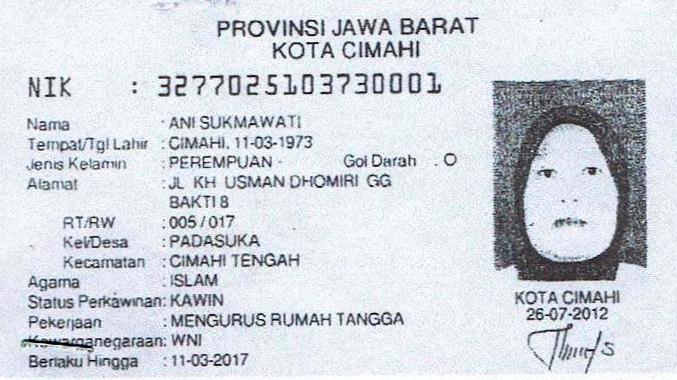 PROVINSI JAWA BARAT
KOTA CIMAHI
NIK : 3277025103730001
Nama : ANI SUKMAWATI
Tempat/Tgl Lahir : CIMAHI, 11-03-1973
Jenis Kelamin : PEREMPUAN - Gol Darah : O
Alamat : JL KH USMAN DHOMIRI GG
BAKTI 8
RT/RW : 005 / 017
Kel/Desa : PADASUKA
Kecamatan : CIMAHI TENGAH
Agama : ISLAM
Status Perkawinan: KAWIN
Pekerjaan : MENGURUS RUMAH TANGGA
Kewarganegaraan: WNI
Berlaku Hingga : 11-03-2017
KOTA CIMAHI
26-07-2012